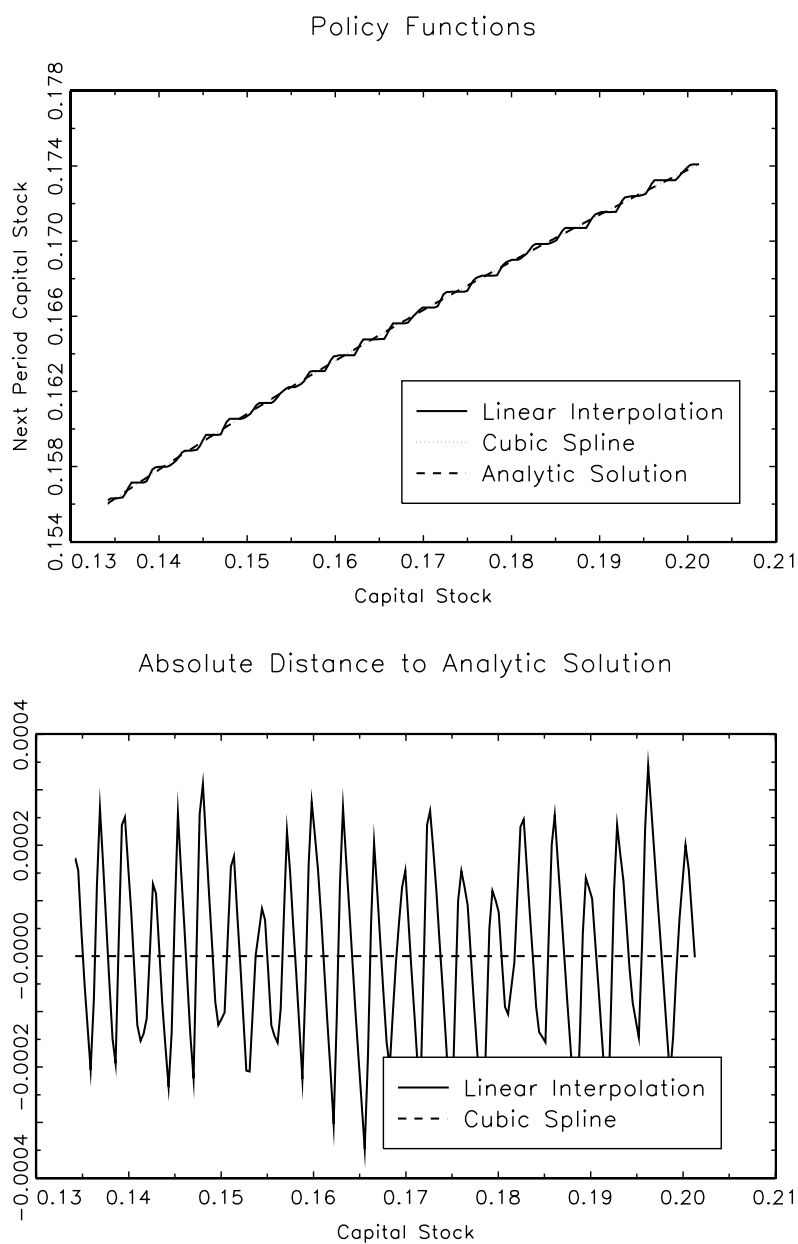 Policy Functions
Next Period Capital Stock
0.154 0.158 0.162 0.166 0.170 0.174 0.178
Linear Interpolation
Cubic Spline
Analytic Solution
0.13 0.14 0.15 0.16 0.17 0.18 0.19 0.20 0.21
Capital Stock
Absolute Distance to Analytic Solution
−0.0004 −0.0002 −0.0000 0.0002 0.0004
Linear Interpolation
Cubic Spline
0.13 0.14 0.15 0.16 0.17 0.18 0.19 0.20 0.21
Capital Stock